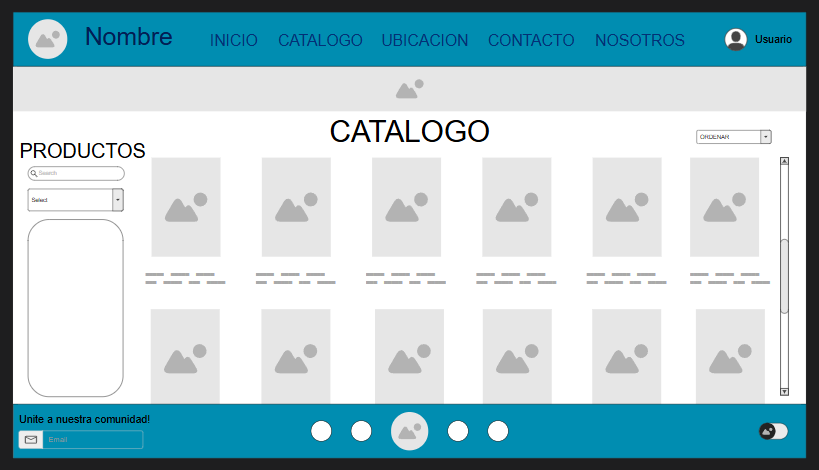 Nombre
INICIO CATALOGO UBICACION CONTACTO NOSOTROS
Usuario
CATALOGO
ORDENAR
PRODUCTOS
Search
Select
Unite a nuestra comunidad!
Email